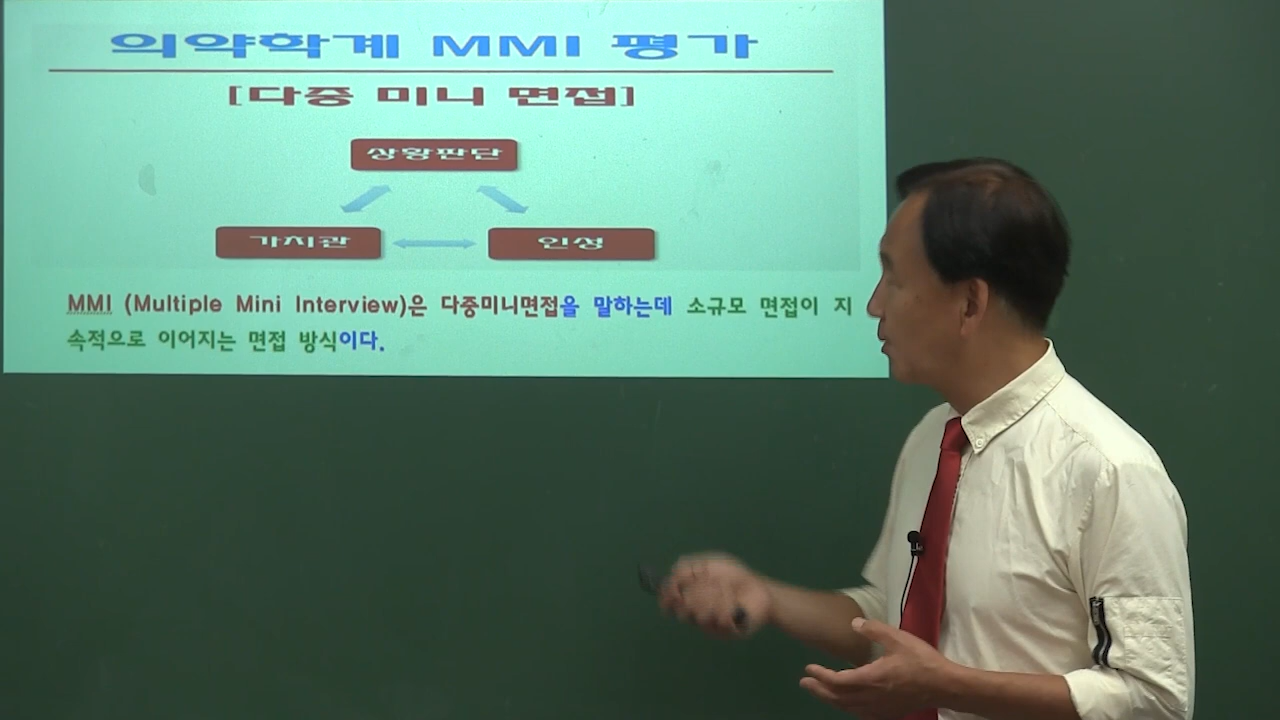 의약학계 MMI 평가
[다중 미니 면접]
상황판단
가치관
인성
MMI (Multiple Mini Interview)은 다중미니면접을 말하는데 소규모 면접이 지
속적으로 이어지는 면접 방식이다.